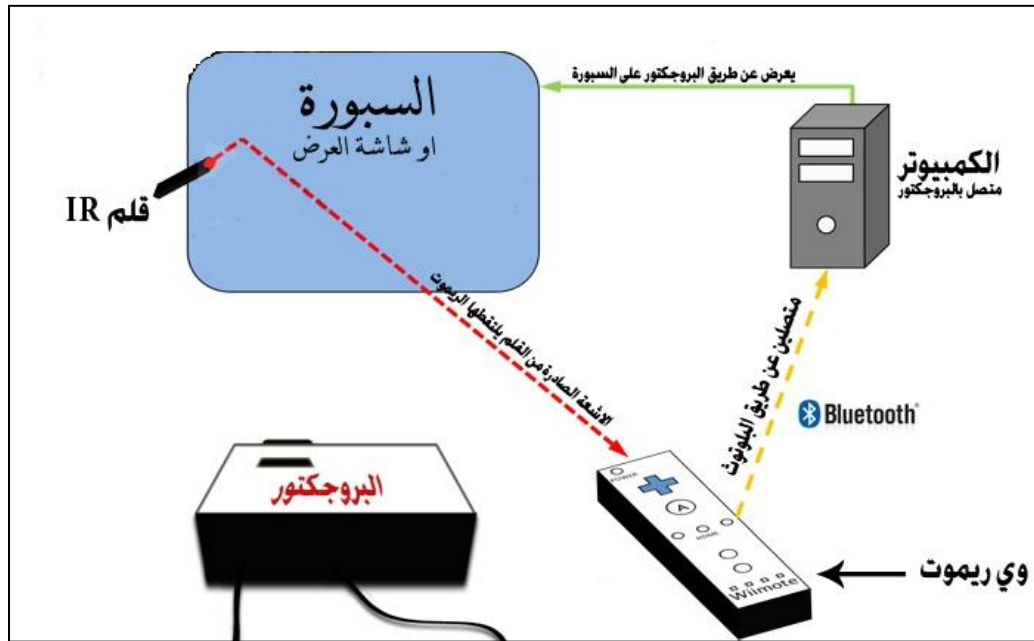 يعرض عن طريق البروجكتور على السبورة
السبورة
او شاشة العرض
الكمبيوتر
متصل بالبروجكتور
قلم IR
الاشعة الصادرة من القلم يلتقطها الريموت
متصلين عن طريق البلوتوث
Bluetooth®
البروجكتور
POWER
A
HOME
Wiimote
وي ريموت